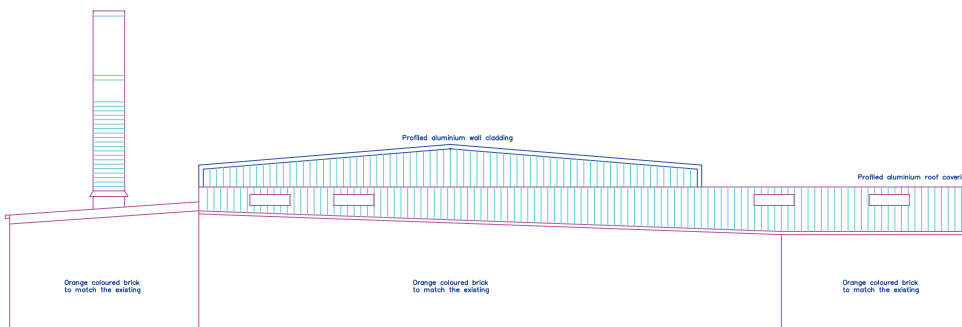 Profiled aluminium wall cladding
Profiled aluminium roof coveri
Orange coloured brick
to match the existing
Orange coloured brick
to match the existing
Orange coloured brick
to match the existing